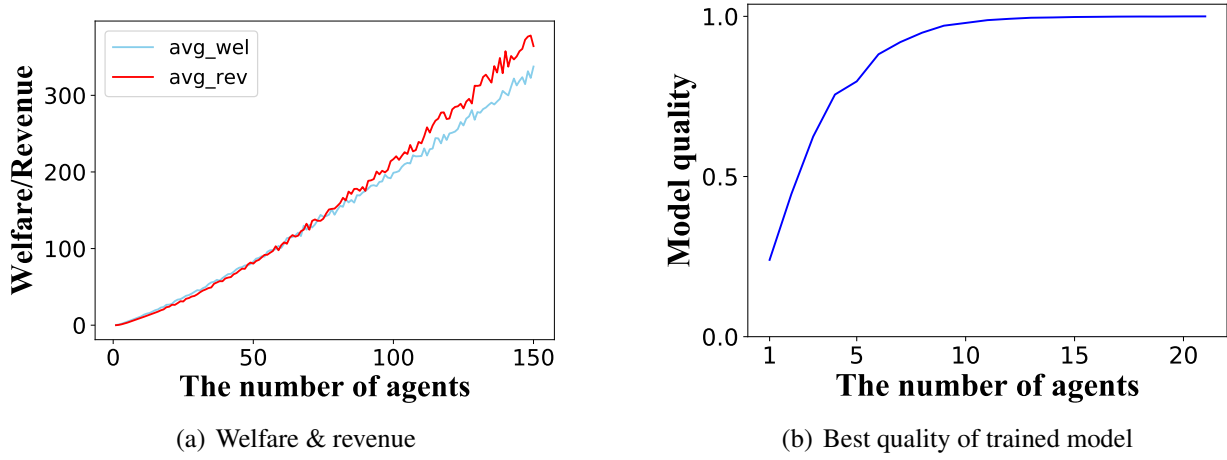 avg_wel
avg_rev
Welfare/Revenue
300
200
100
0
0
50
100
150
The number of agents
(a) Welfare & revenue
Model quality
1.0
0.5
0.0
1
5
10
15
20
The number of agents
(b) Best quality of trained model